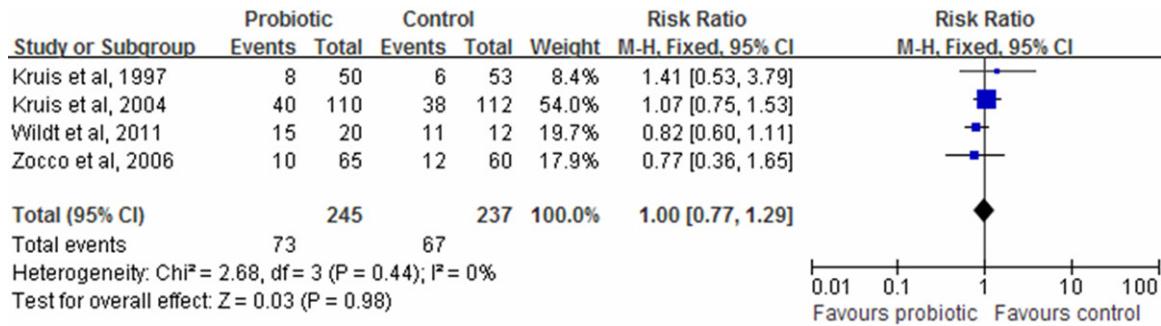 Probiotic Control Risk Ratio Risk Ratio
Study or Subgroup Events Total Events Total Weight M-H, Fixed, 95% CI M-H, Fixed, 95% CI
Kruis et al, 1997 8 50 6 53 8.4% 1.41 [0.53, 3.79]
Kruis et al, 2004 40 110 38 112 54.0% 1.07 [0.75, 1.53]
Wildt et al, 2011 15 20 11 12 19.7% 0.82 [0.60, 1.11]
Zocco et al, 2006 10 65 12 60 17.9% 0.77 [0.36, 1.65]
Total (95% CI) 245 237 100.0% 1.00 [0.77, 1.29]
Total events 73 67
Heterogeneity: Chi² = 2.68, df = 3 (P = 0.44); I² = 0%
Test for overall effect: Z = 0.03 (P = 0.98)
0.01 0.1 1 10 100
Favours probiotic Favours control